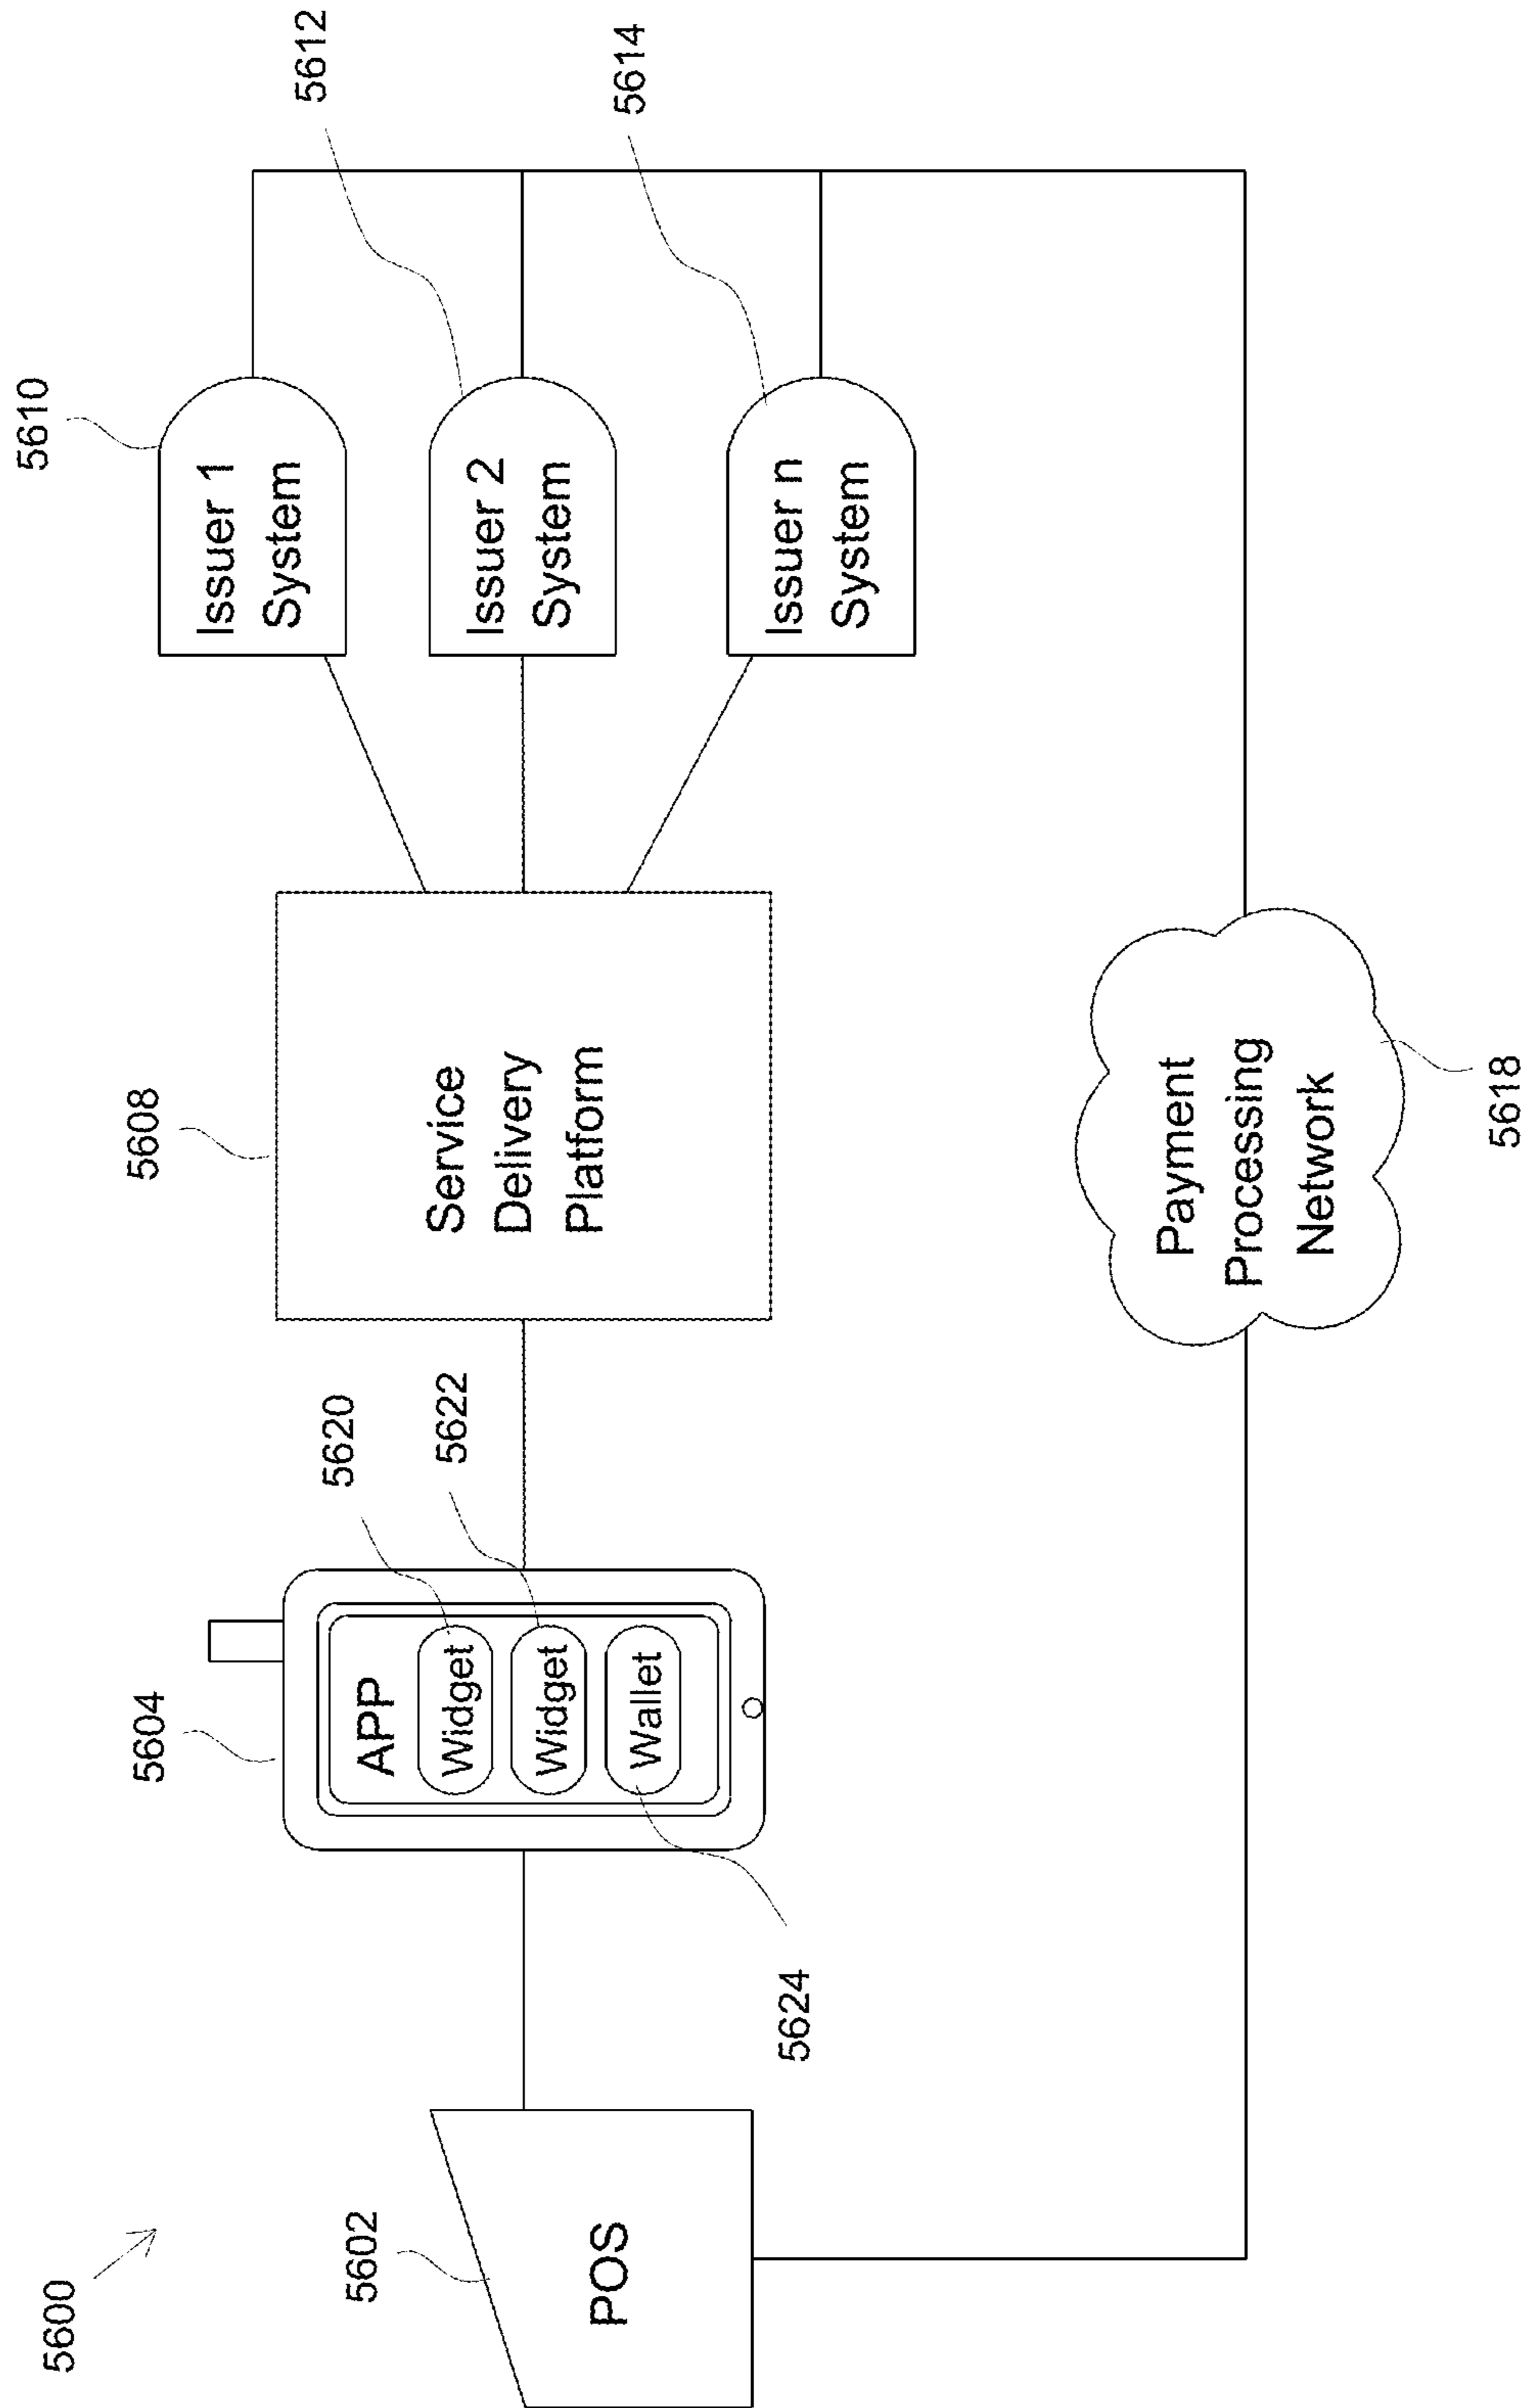 5600
5602
POS
5604
APP
Widget
Widget
Wallet
5620
5622
5624
5608
Service
Delivery
Platform
5610
Issuer 1
System
5612
Issuer 2
System
5614
Issuer n
System
Payment
Processing
Network
5618